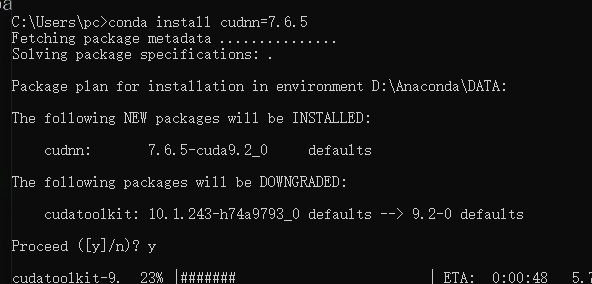 C:\Users\pc>conda install cudnn=7.6.5
Fetching package metadata ...............
Solving package specifications: .
Package plan for installation in environment D:\Anaconda\DATA:
The following NEW packages will be INSTALLED:
cudnn: 7.6.5-cuda9.2_0 defaults
The following packages will be DOWNGRADED:
cudatoolkit: 10.1.243-h74a9793_0 defaults --> 9.2-0 defaults
Proceed ([y]/n)? y
cudatoolkit-9. 23% |####### | ETA: 0:00:48 5.7